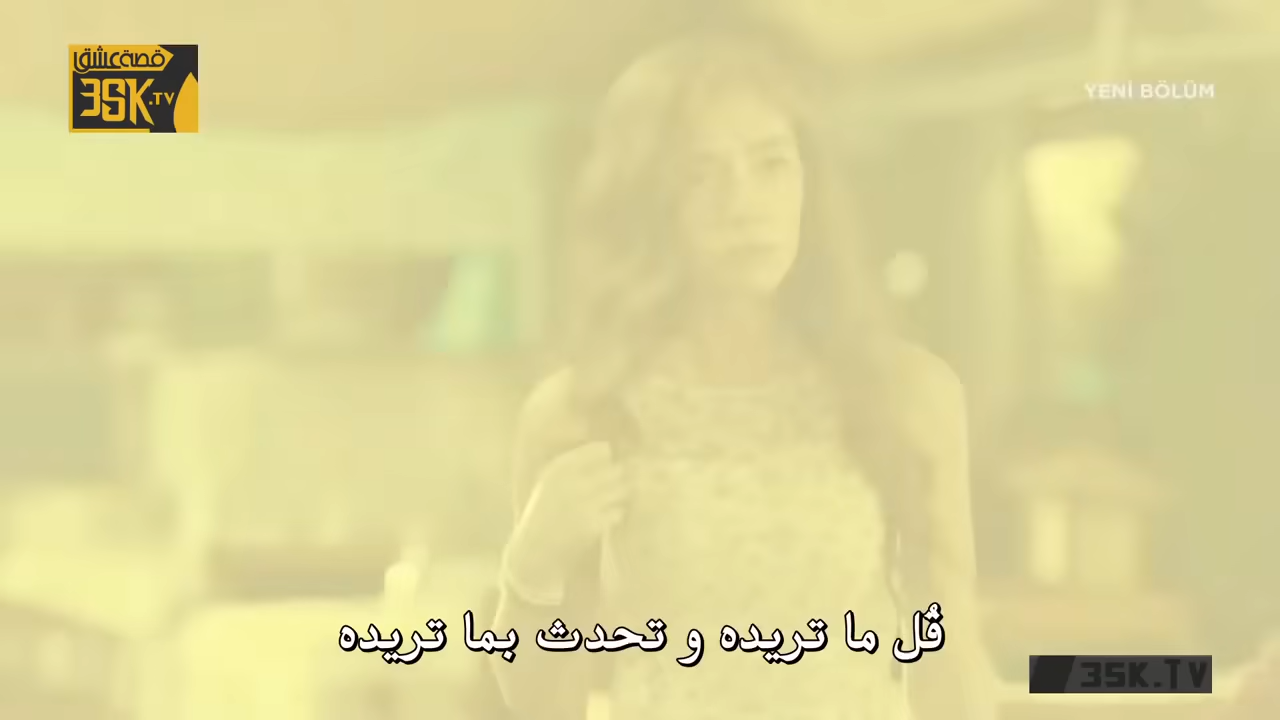 قصة عشق
3SK.TV
YENİ BÖLÜM
قُل ما تريده و تحدث بما تريده
3SK.TV